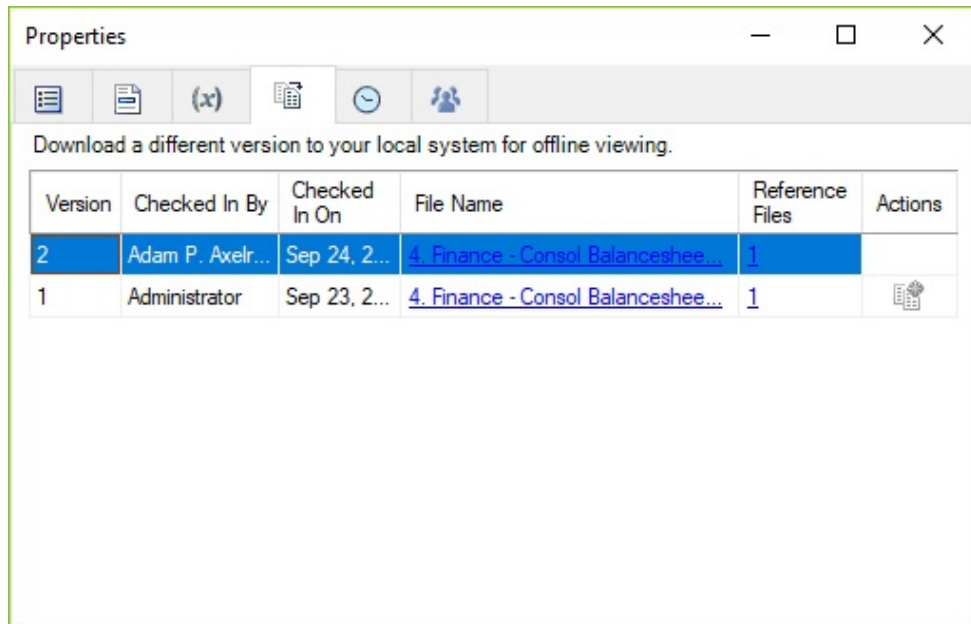 Properties
(x)
Download a different version to your local system for offline viewing.
Version Checked In By Checked In On File Name Reference Files Actions
2 Adam P. Axelr... Sep 24, 2... 4. Finance - Consol Balanceshee... 1
1 Administrator Sep 23, 2... 4. Finance - Consol Balanceshee... 1